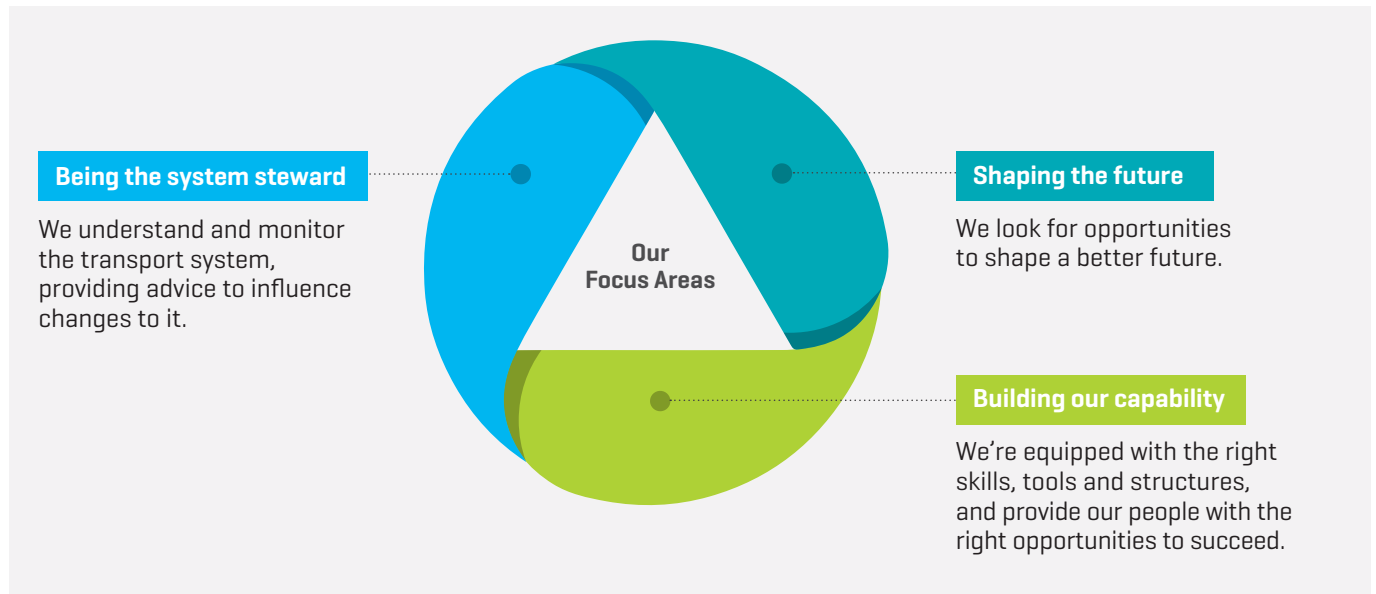 Being the system steward
We understand and monitor
the transport system,
providing advice to influence
changes to it.
Our
Focus Areas
Shaping the future
We look for opportunities
to shape a better future.
Building our capability
We’re equipped with the right
skills, tools and structures,
and provide our people with the
right opportunities to succeed.